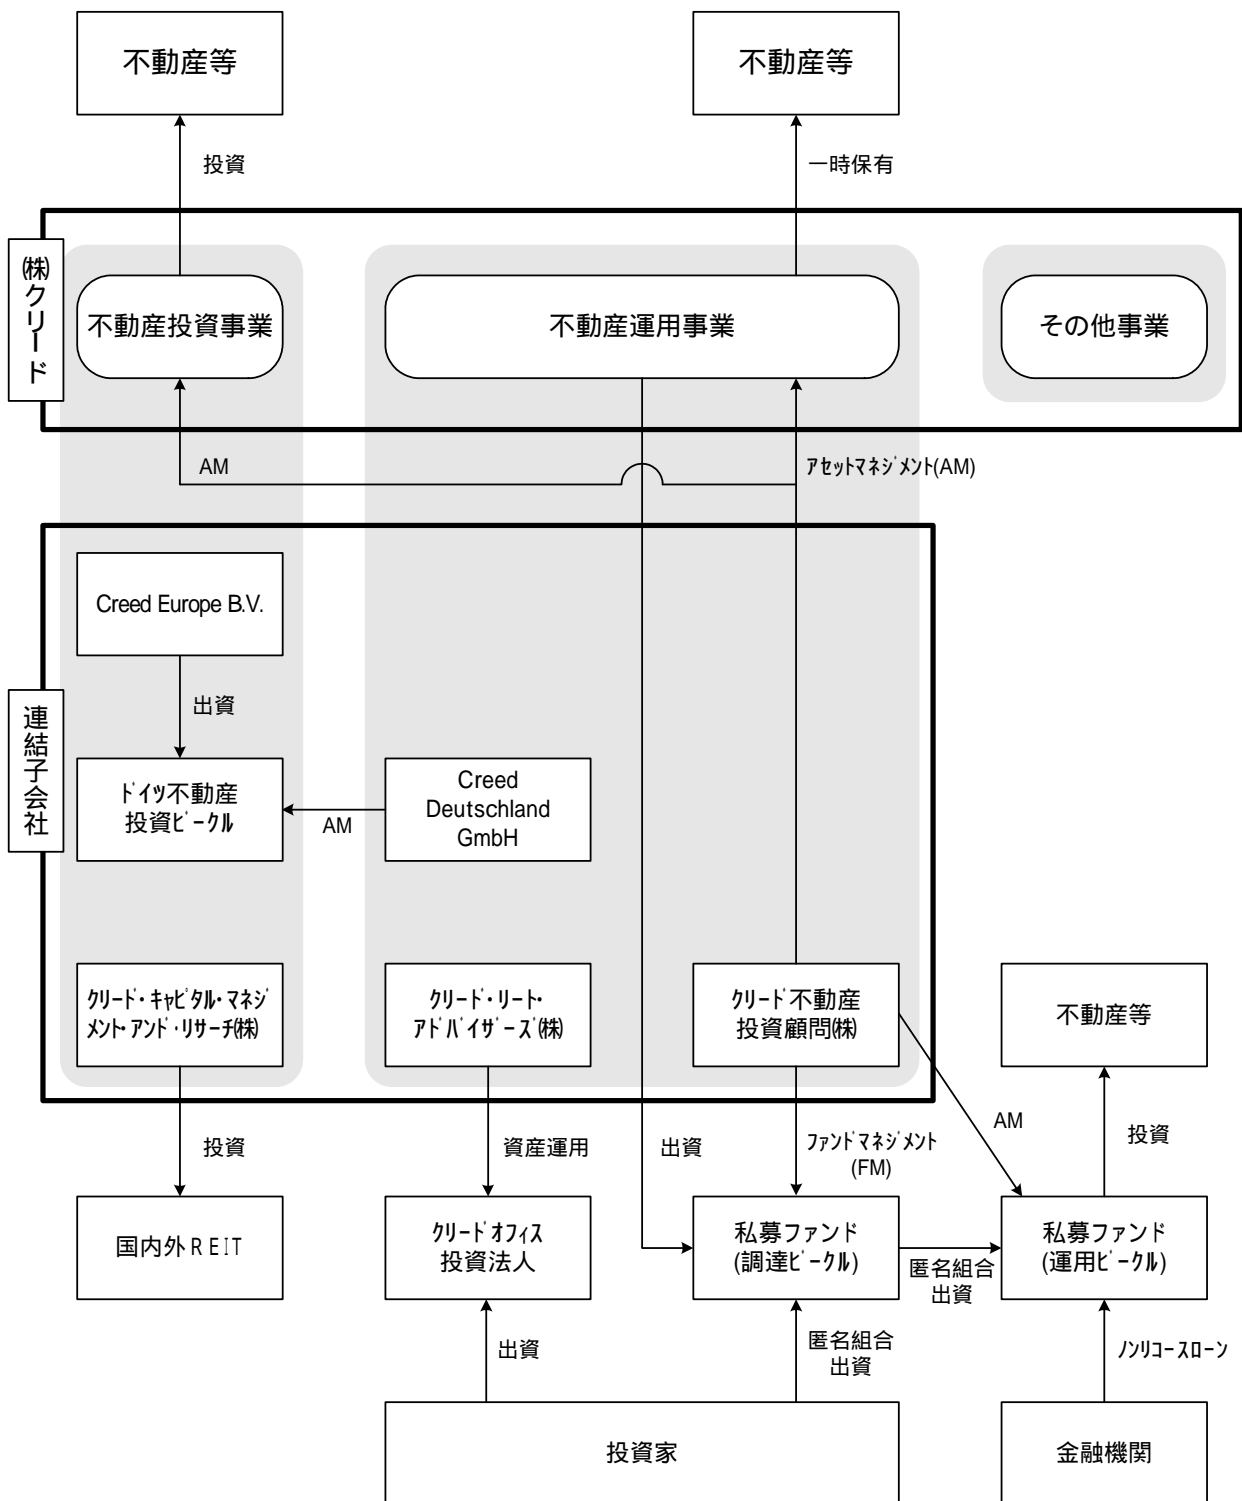 不動産等
不動産等
投資
一時保有
㈱クリード
不動産投資事業
不動産運用事業
その他事業
AM
ｱｾｯﾄﾏﾈｼﾞﾒﾝﾄ(AM)
連結子会社
Creed Europe B.V.
出資
ﾄﾞｲﾂ不動産
投資ﾋﾞｰｸﾙ
AM
Creed
Deutschland
GmbH
ｸﾘｰﾄﾞ・ｷｬﾋﾟﾀﾙ・ﾏﾈｼﾞ
ﾒﾝﾄ・ｱﾝﾄﾞ・ﾘｻｰﾁ㈱
ｸﾘｰﾄﾞ・ﾘｰﾄ・
ｱﾄﾞﾊﾞｲｻﾞｰｽﾞ㈱
ｸﾘｰﾄﾞ不動産
投資顧問㈱
不動産等
投資
資産運用
出資
ﾌｧﾝﾄﾞﾏﾈｼﾞﾒﾝﾄ
(FM)
AM
投資
国内外ＲＥＩＴ
ｸﾘｰﾄﾞｵﾌｨｽ
投資法人
私募ファンド
(調達ﾋﾞｰｸﾙ)
匿名組合
出資
私募ファンド
(運用ﾋﾞｰｸﾙ)
出資
匿名組合
出資
ﾉﾝﾘｺｰｽﾛｰﾝ
投資家
金融機関